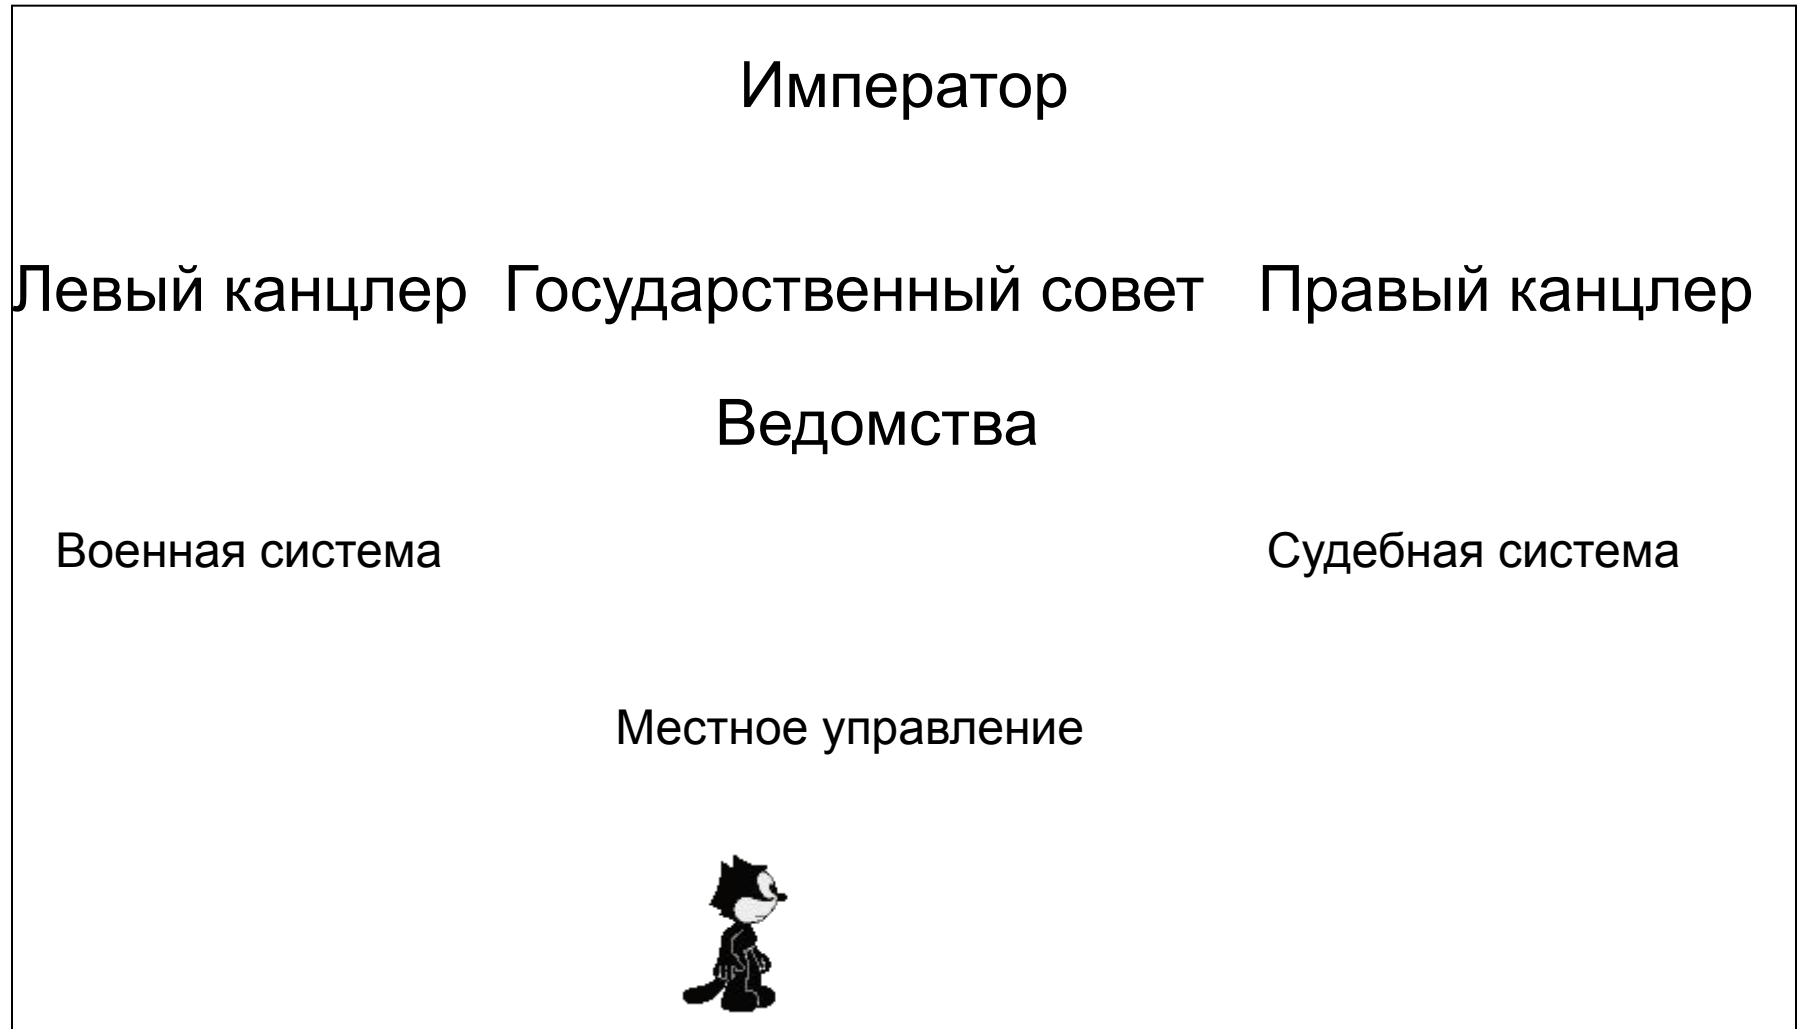 Император
Левый канцлер Государственный совет Правый канцлер
Ведомства
Военная система Судебная система
Местное управление